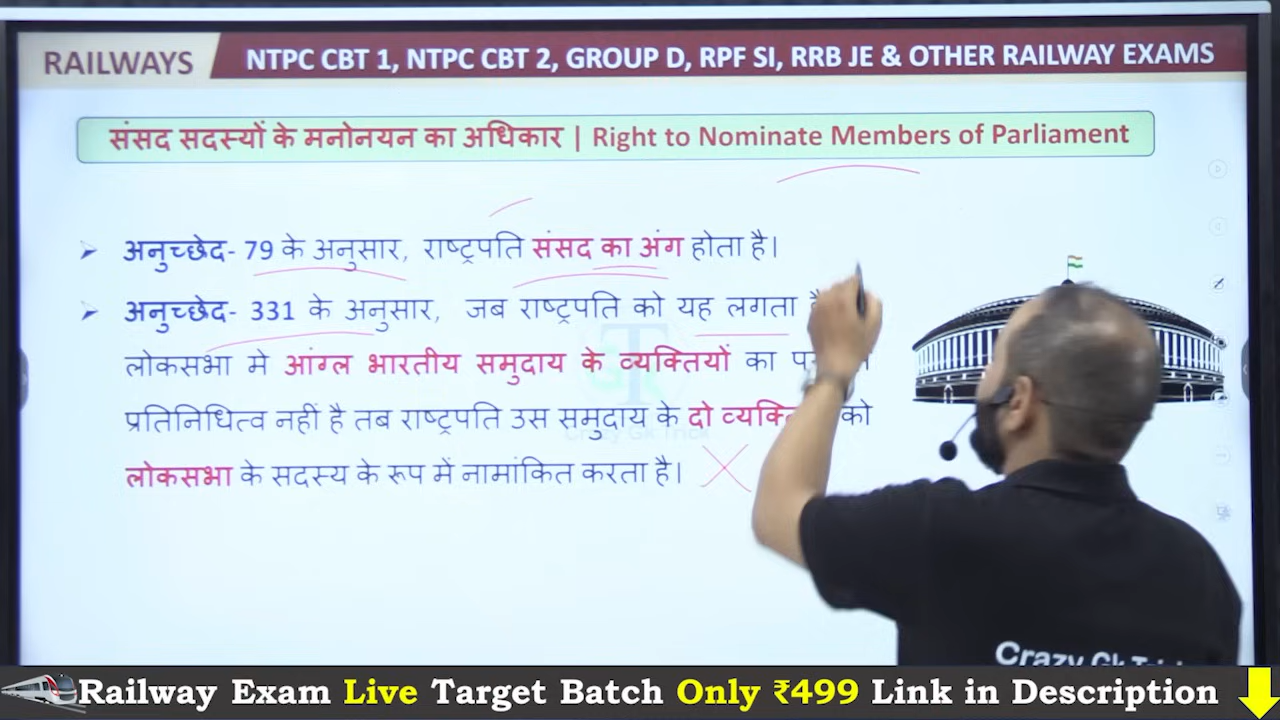 RAILWAYS
NTPC CBT 1, NTPC CBT 2, GROUP D, RPF SI, RRB JE & OTHER RAILWAY EXAMS
संसद सदस्यों के मनोनयन का अधिकार | Right to Nominate Members of Parliament
➢ अनुच्छेद- 79 के अनुसार, राष्ट्रपति संसद का अंग होता है।
➢ अनुच्छेद- 331 के अनुसार, जब राष्ट्रपति को यह लगता
लोकसभा मे आंग्ल भारतीय समुदाय के व्यक्तियों का
प्रतिनिधित्व नहीं है तब राष्ट्रपति उस समुदाय के दो को
लोकसभा के सदस्य के रूप में नामांकित करता है।
Crazy Gk
Railway Exam Live Target Batch Only ₹499 Link in Description